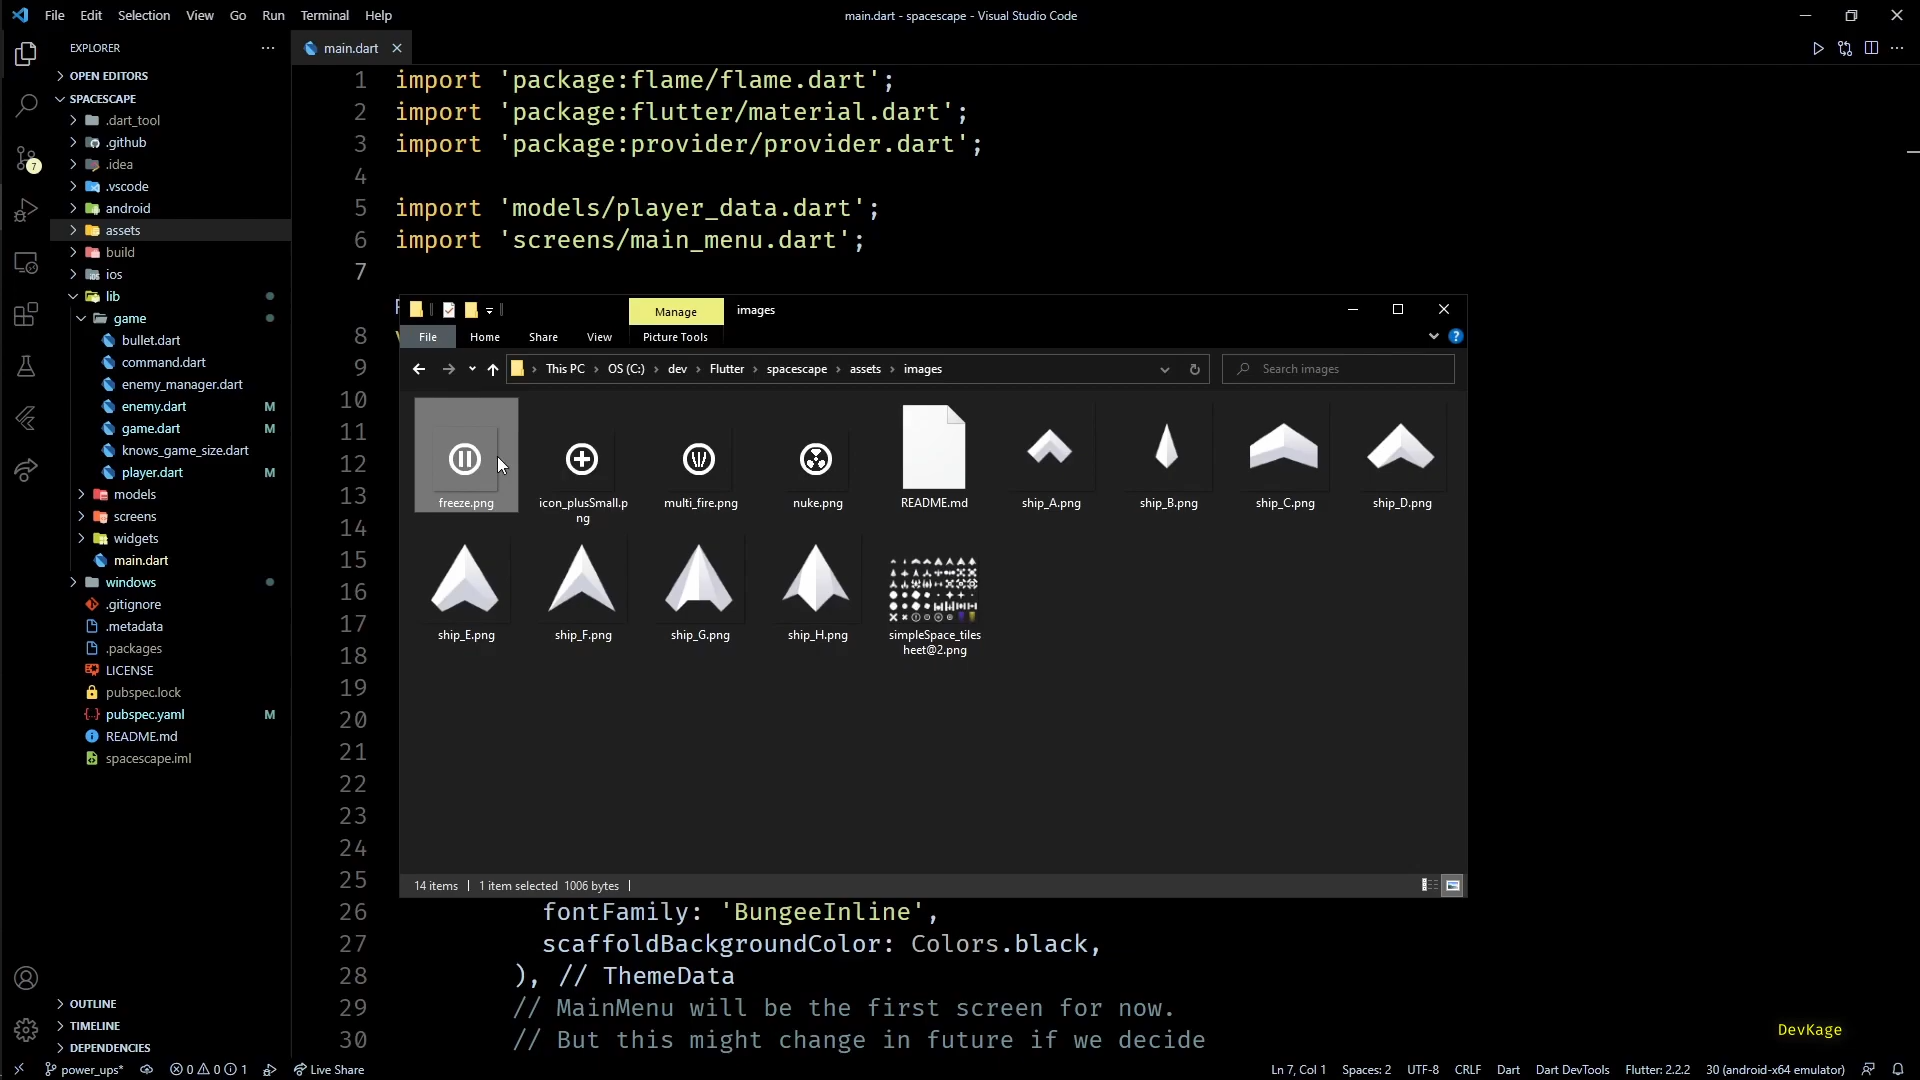 File Edit Selection View Go Run Terminal Help
main.dart - spacescape - Visual Studio Code
EXPLORER
OPEN EDITORS
SPACESCAPE
.dart_tool
.github
.idea
.vscode
android
assets
build
ios
lib
game
bullet.dart
command.dart
enemy_manager.dart
enemy.dart M
game.dart M
knows_game_size.dart
player.dart M
models
screens
widgets
main.dart
windows
.gitignore
.metadata
.packages
LICENSE
pubspec.lock
pubspec.yaml M
README.md
spacescape.iml
OUTLINE
TIMELINE
DEPENDENCIES
7
main.dart
1 import 'package:flame/flame.dart';
2 import 'package:flutter/material.dart';
3 import 'package:provider/provider.dart';
4
5 import 'models/player_data.dart';
6 import 'screens/main_menu.dart';
7
8
9
10
11
12
13
14
15
16
17
18
19
20
21
22
23
24
25
26 fontFamily: 'BungeeInline',
27 scaffoldBackgroundColor: Colors.black,
28 ), // ThemeData
29 // MainMenu will be the first screen for now.
30 // But this might change in future if we decide
Manage images
File Home Share View Picture Tools
This PC OS (C:) dev Flutter spacescape assets images
Search images
freeze.png
icon_plusSmall.p
ng
multi_fire.png
nuke.png
README.md
ship_A.png
ship_B.png
ship_C.png
ship_D.png
ship_E.png
ship_F.png
ship_G.png
ship_H.png
simpleSpace_tiles
heet@2.png
14 items 1 item selected 1006 bytes
DevKage
power_ups* 0 0 1 Live Share
Ln 7, Col 1 Spaces: 2 UTF-8 CRLF Dart Dart DevTools Flutter: 2.2.2 30 (android-x64 emulator)